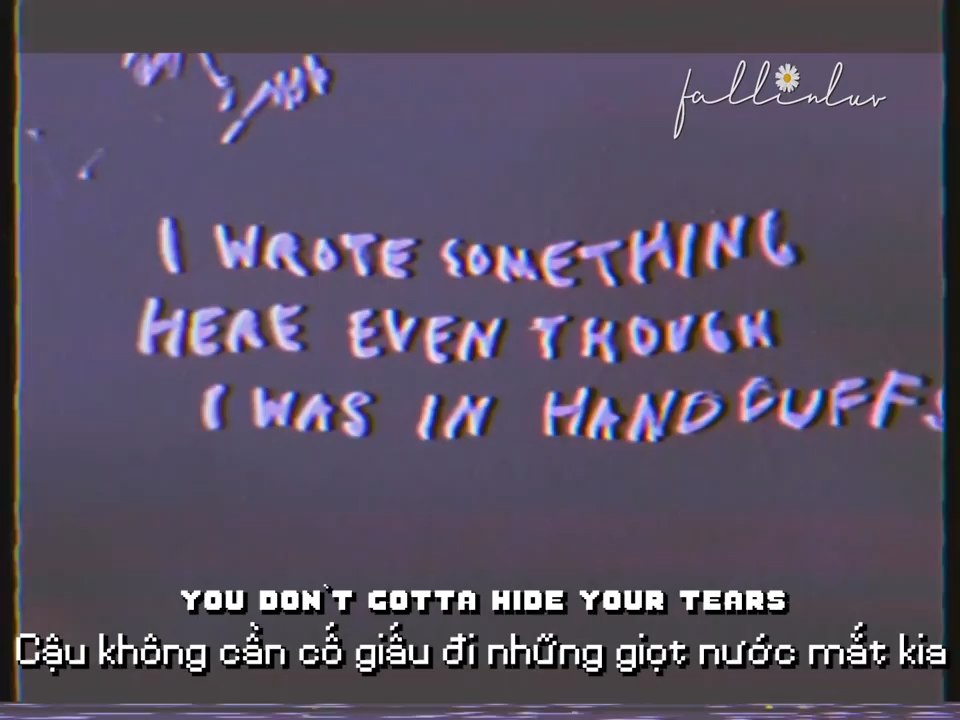 fallinluv
I WROTE SOMETHING
HERE EVEN THOUGH
I WAS IN HANDCUFFS
YOU DON'T GOTTA HIDE YOUR TEARS
Cậu không cần cố giấu đi những giọt nước mắt kia